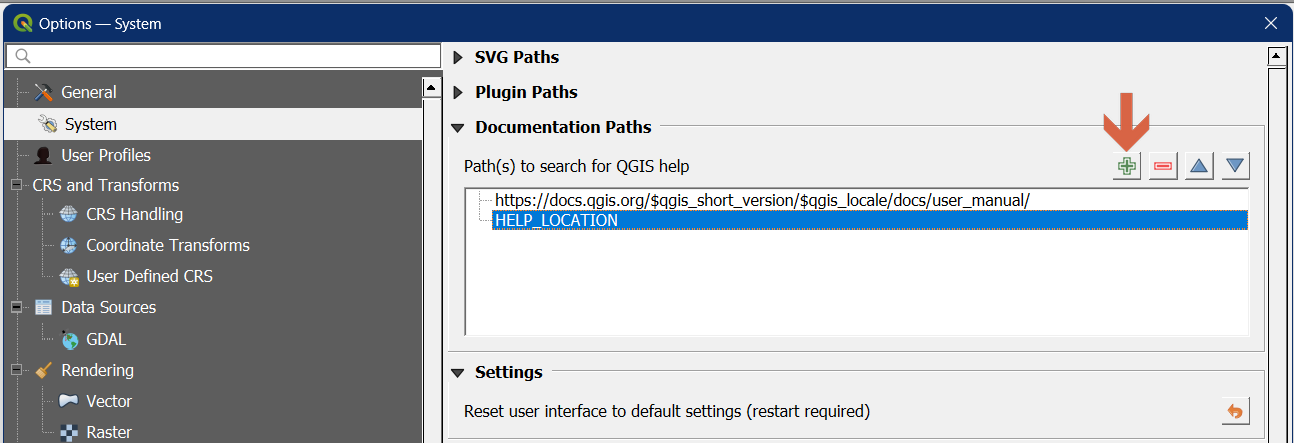 Options — System
General
System
User Profiles
CRS and Transforms
CRS Handling
Coordinate Transforms
User Defined CRS
Data Sources
GDAL
Rendering
Vector
Raster
SVG Paths
Plugin Paths
Documentation Paths
Path(s) to search for QGIS help
https://docs.qgis.org/$qgis_short_version/$qgis_locale/docs/user_manual/
HELP_LOCATION
Settings
Reset user interface to default settings (restart required)